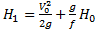 H₁ = V₀²/2g + g/f H₀